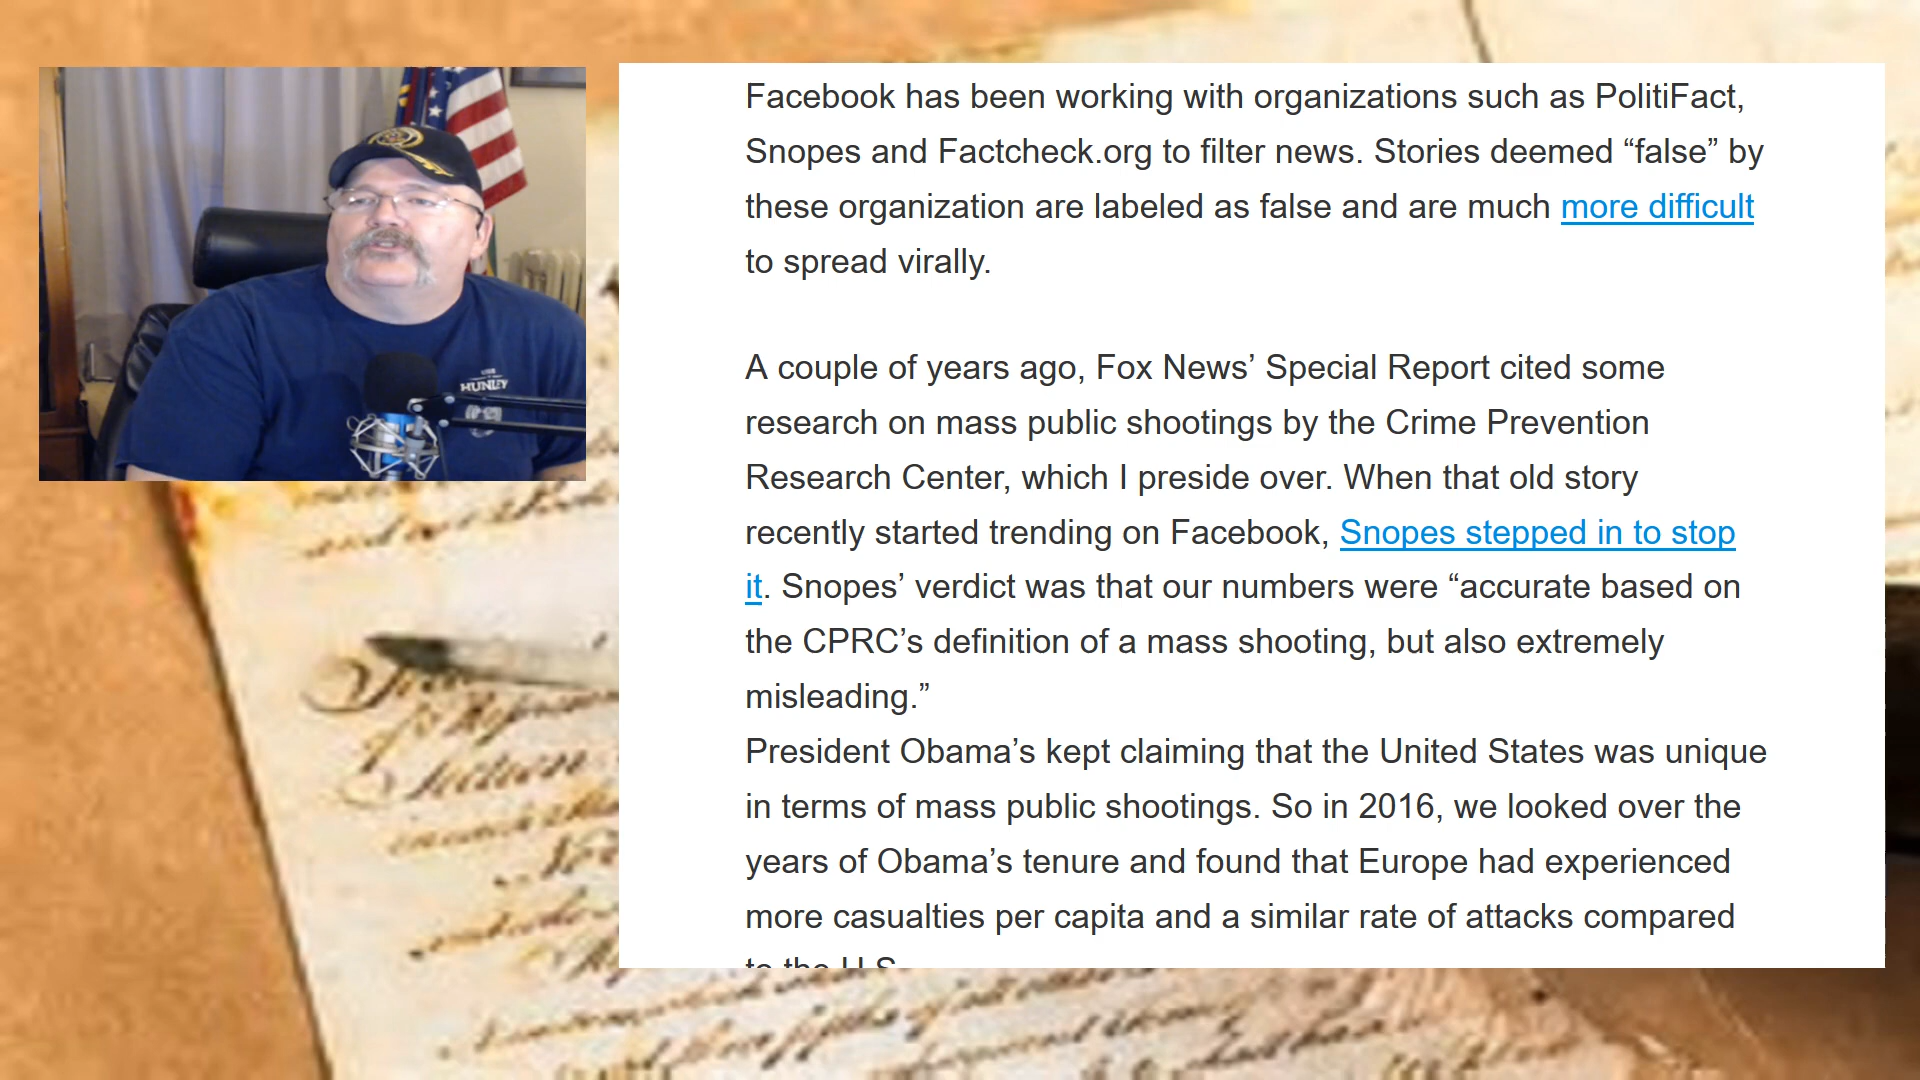 Facebook has been working with organizations such as PolitiFact,
Snopes and Factcheck.org to filter news. Stories deemed “false” by
these organization are labeled as false and are much more difficult
to spread virally.
A couple of years ago, Fox News’ Special Report cited some
research on mass public shootings by the Crime Prevention
Research Center, which I preside over. When that old story
recently started trending on Facebook, Snopes stepped in to stop
it. Snopes’ verdict was that our numbers were “accurate based on
the CPRC’s definition of a mass shooting, but also extremely
misleading.”
President Obama’s kept claiming that the United States was unique
in terms of mass public shootings. So in 2016, we looked over the
years of Obama’s tenure and found that Europe had experienced
more casualties per capita and a similar rate of attacks compared
to the U.S.
HUNLEY